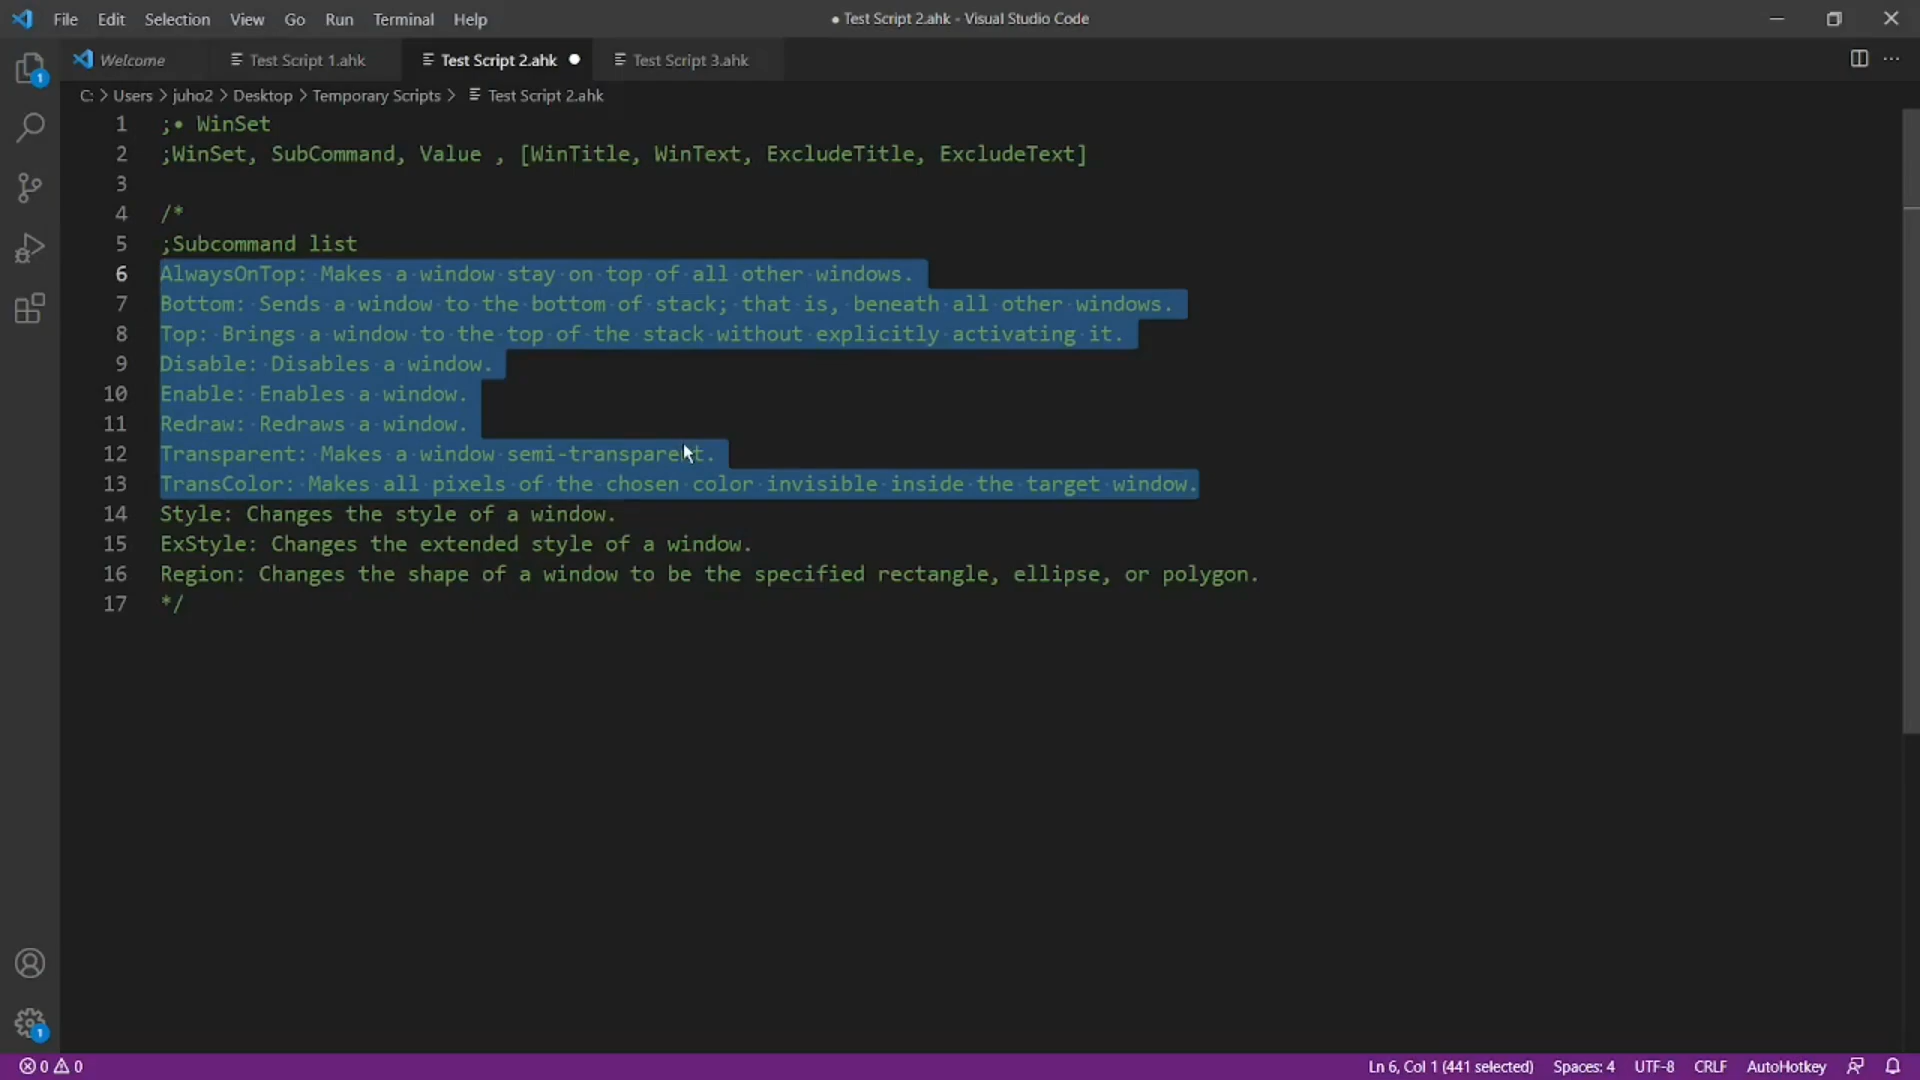 File Edit Selection View Go Run Terminal Help
● Test Script 2.ahk - Visual Studio Code
Welcome Test Script 1.ahk Test Script 2.ahk Test Script 3.ahk
C: > Users > juho2 > Desktop > Temporary Scripts > Test Script 2.ahk
1 ;• WinSet
2 ;WinSet, SubCommand, Value , [WinTitle, WinText, ExcludeTitle, ExcludeText]
3
4 /*
5 ;Subcommand list
6 AlwaysOnTop: Makes a window stay on top of all other windows.
7 Bottom: Sends a window to the bottom of stack; that is, beneath all other windows.
8 Top: Brings a window to the top of the stack without explicitly activating it.
9 Disable: Disables a window.
10 Enable: Enables a window.
11 Redraw: Redraws a window.
12 Transparent: Makes a window semi-transparent.
13 TransColor: Makes all pixels of the chosen color invisible inside the target window.
14 Style: Changes the style of a window.
15 ExStyle: Changes the extended style of a window.
16 Region: Changes the shape of a window to be the specified rectangle, ellipse, or polygon.
17 */
1
1
0 0 Ln 6, Col 1 (441 selected) Spaces: 4 UTF-8 CRLF AutoHotkey